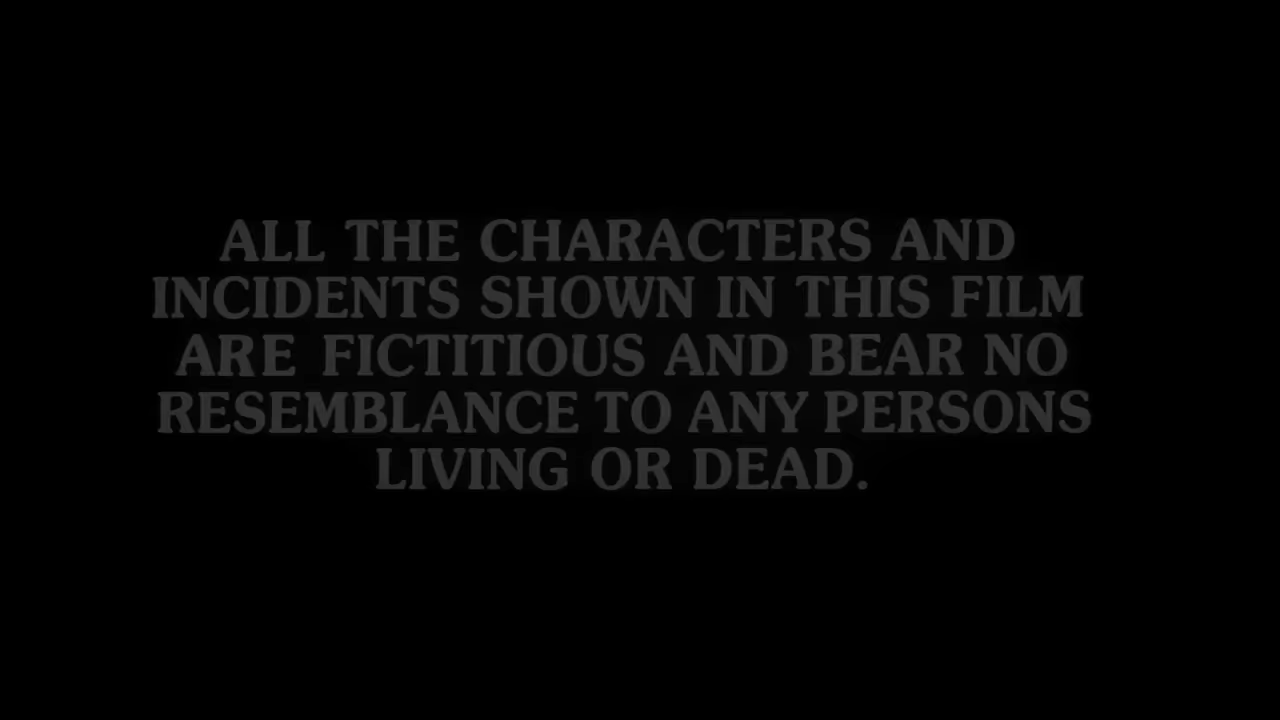 ALL THE CHARACTERS AND
INCIDENTS SHOWN IN THIS FILM
ARE FICTITIOUS AND BEAR NO
RESEMBLANCE TO ANY PERSONS
LIVING OR DEAD.